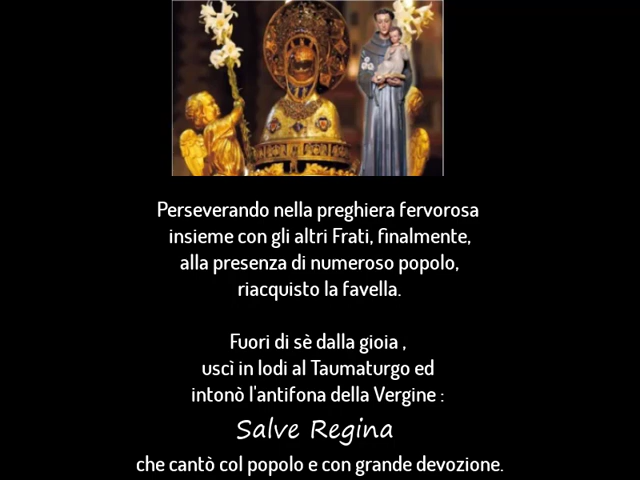 Perseverando nella preghiera fervorosa
insieme con gli altri Frati, finalmente,
alla presenza di numeroso popolo,
riacquisto la favella.
Fuori di sè dalla gioia ,
uscì in lodi al Taumaturgo ed
intonò l'antifona della Vergine :
Salve Regina
che cantò col popolo e con grande devozione.